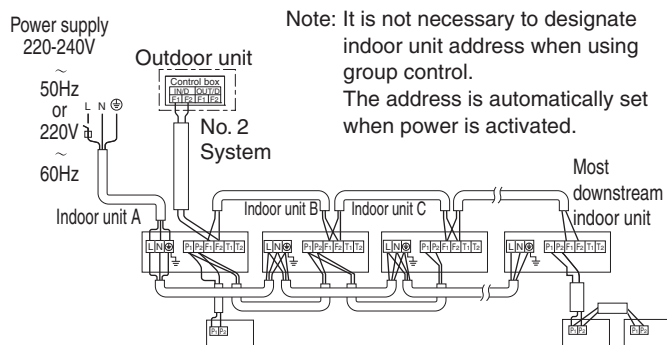 Power supply
220-240V
~
50Hz
or
220V
~
60Hz
L N
Outdoor unit
Control box
IN/D OUT/D
F1 F2 F1 F2
No. 2
System
Note: It is not necessary to designate
indoor unit address when using
group control.
The address is automatically set
when power is activated.
Most
downstream
indoor unit
Indoor unit A
Indoor unit B
Indoor unit C
L N P1 P2 F1 F2 T1 T2
L N P1 P2 F1 F2 T1 T2
L N P1 P2 F1 F2 T1 T2
L N P1 P2 F1 F2 T1 T2
P1 P2
P1 P2
P1 P2